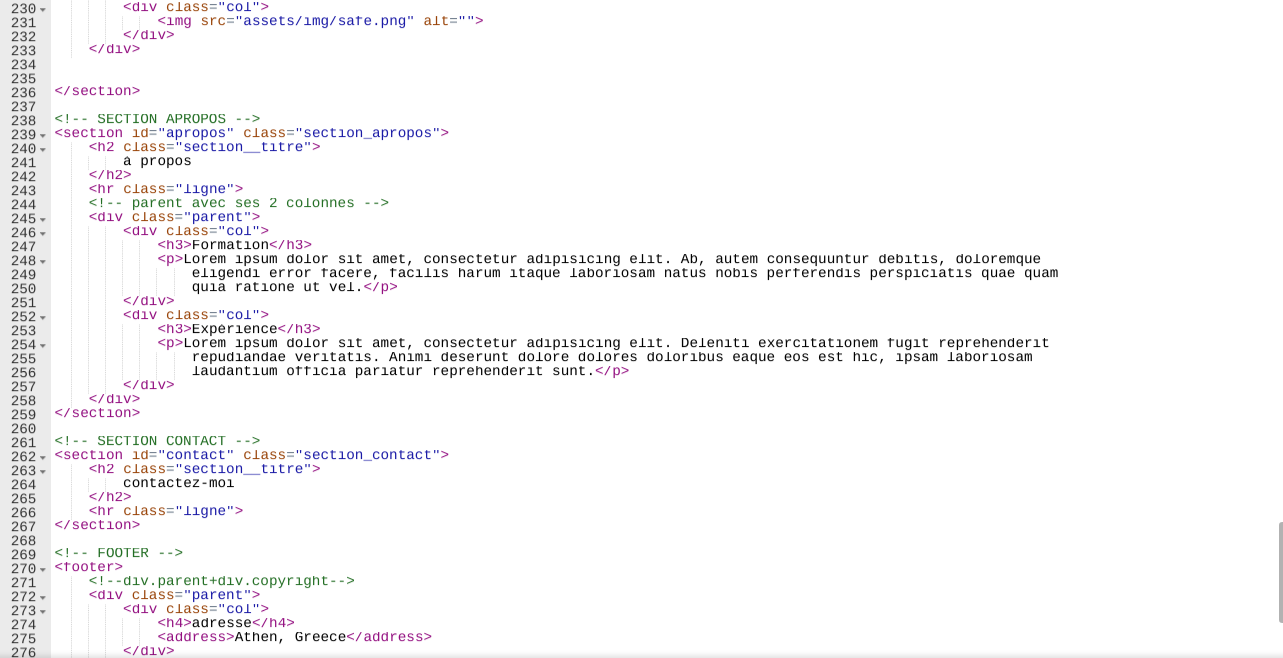 230 <div class="col">
231 <img src="assets/img/safe.png" alt="">
232 </div>
233 </div>
234
235
236 </section>
237
238 <!-- SECTION APROPOS -->
239 <section id="apropos" class="section_apropos">
240 <h2 class="section__titre">
241 à propos
242 </h2>
243 <hr class="ligne">
244 <!-- parent avec ses 2 colonnes -->
245 <div class="parent">
246 <div class="col">
247 <h3>Formation</h3>
248 <p>Lorem ipsum dolor sit amet, consectetur adipisicing elit. Ab, autem consequuntur debitis, doloremque
249 eligendi error facere, facilis harum itaque laboriosam natus nobis perferendis perspiciatis quae quam
250 quia ratione ut vel.</p>
251 </div>
252 <div class="col">
253 <h3>Expérience</h3>
254 <p>Lorem ipsum dolor sit amet, consectetur adipisicing elit. Deleniti exercitationem fugit reprehenderit
255 repudiandae veritatis. Animi deserunt dolore dolores doloribus eaque eos est hic, ipsam laboriosam
256 laudantium officia pariatur reprehenderit sunt.</p>
257 </div>
258 </div>
259 </section>
260
261 <!-- SECTION CONTACT -->
262 <section id="contact" class="section_contact">
263 <h2 class="section__titre">
264 contactez-moi
265 </h2>
266 <hr class="ligne">
267 </section>
268
269 <!-- FOOTER -->
270 <footer>
271 <!--div.parent+div.copyright-->
272 <div class="parent">
273 <div class="col">
274 <h4>adresse</h4>
275 <address>Athen, Greece</address>
276 </div>